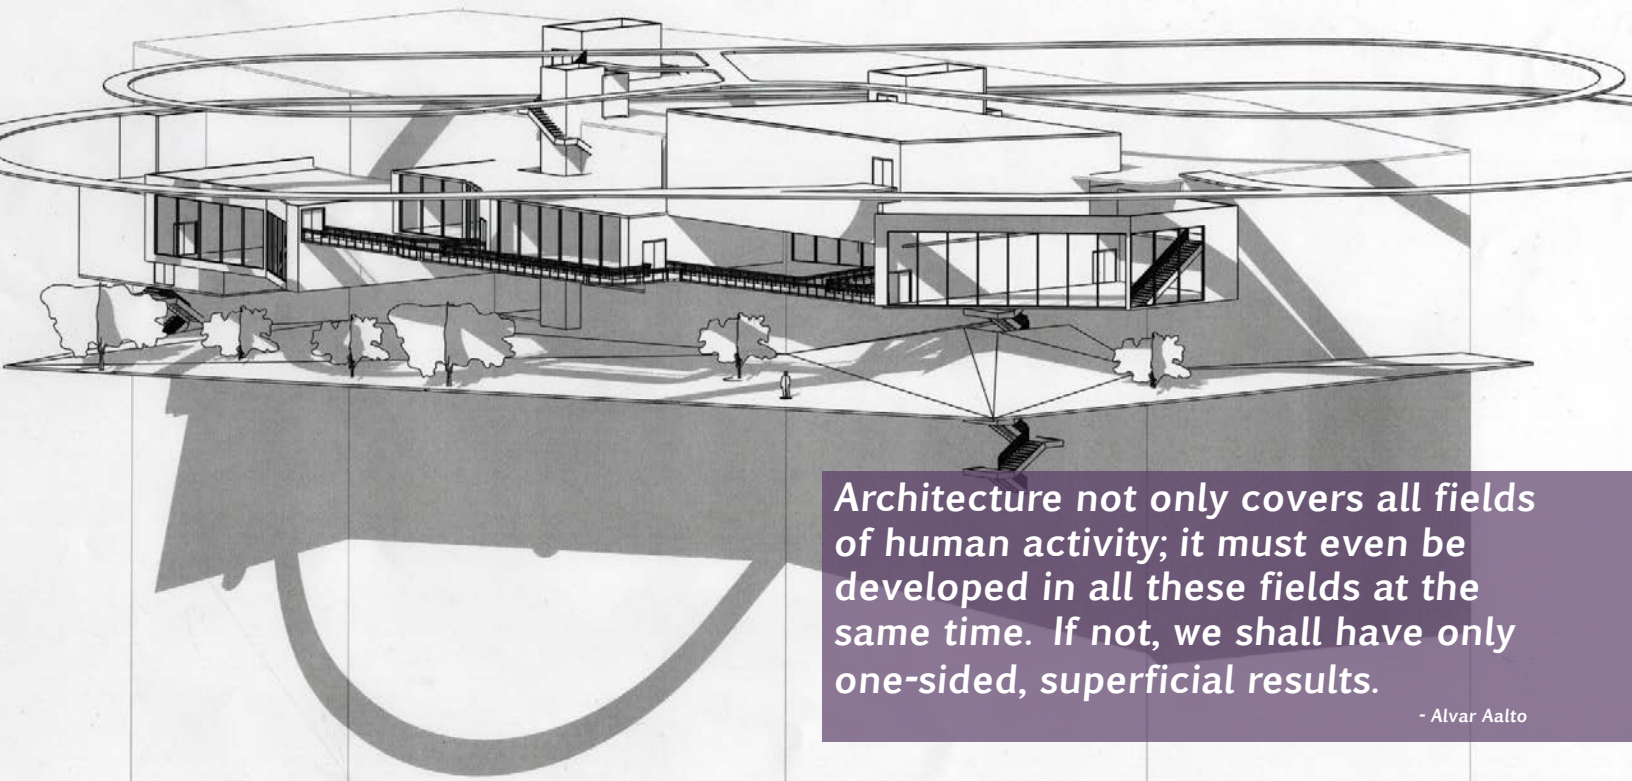 Architecture not only covers all fields
of human activity; it must even be
developed in all these fields at the
same time. If not, we shall have only
one-sided, superficial results.
- Alvar Aalto